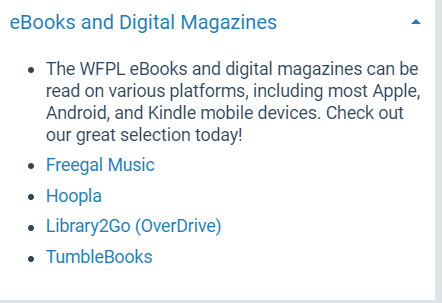 eBooks and Digital Magazines
The WFPL eBooks and digital magazines can be
read on various platforms, including most Apple,
Android, and Kindle mobile devices. Check out
our great selection today!
Freegal Music
Hoopla
Library2Go (OverDrive)
TumbleBooks